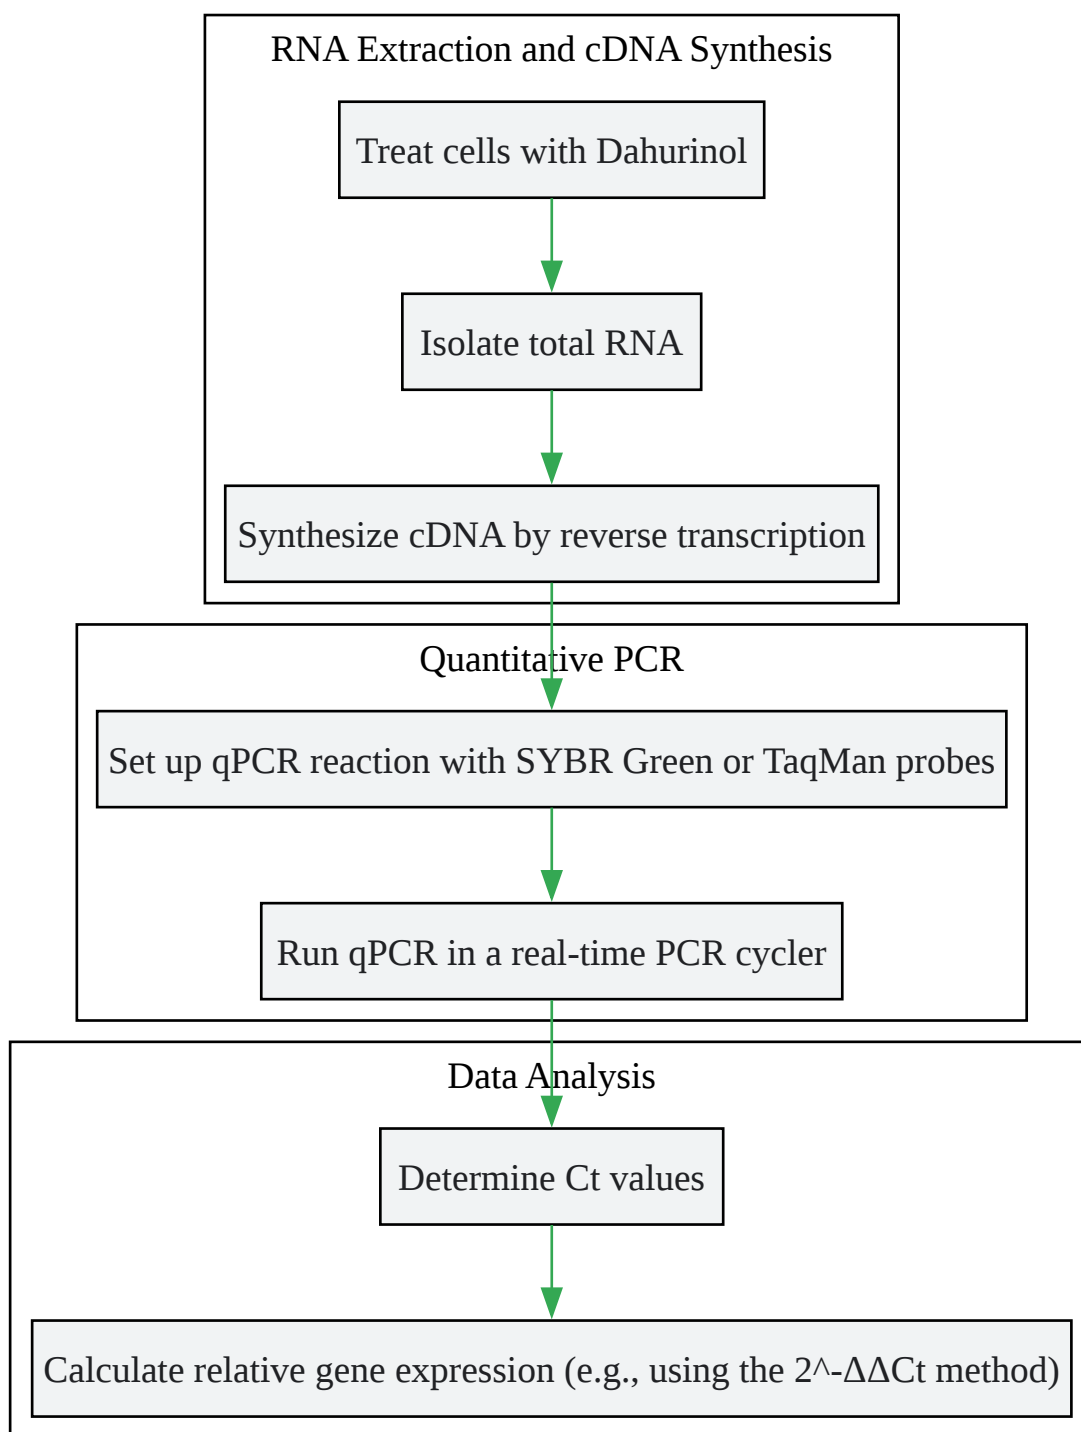 RNA Extraction and cDNA Synthesis
Treat cells with Dahurinol
Isolate total RNA
Synthesize cDNA by reverse transcription
Quantitative PCR
Set up qPCR reaction with SYBR Green or TaqMan probes
Run qPCR in a real-time PCR cycler
Data Analysis
Determine Ct values
Calculate relative gene expression (e.g., using the 2^-ΔΔCt method)